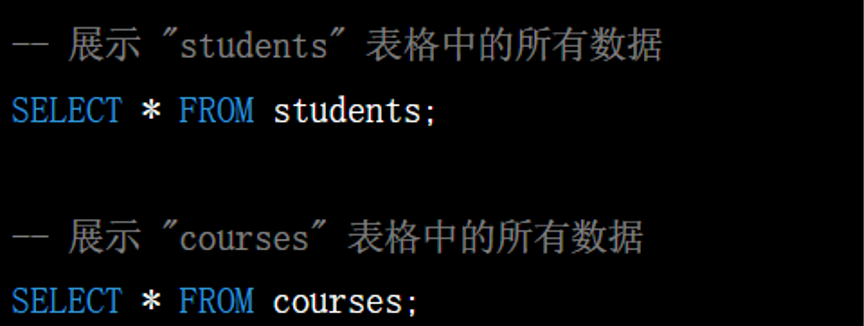 -- 展示 "students" 表格中的所有数据
SELECT * FROM students;
-- 展示 "courses" 表格中的所有数据
SELECT * FROM courses;